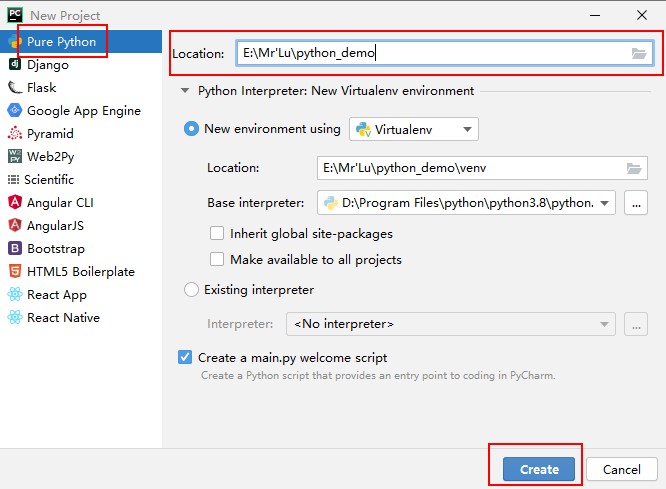 New Project
Pure Python
Django
Flask
Google App Engine
Pyramid
Web2Py
Scientific
Angular CLI
AngularJS
Bootstrap
HTML5 Boilerplate
React App
React Native
Location: E:\Mr'Lu\python_demo
Python Interpreter: New Virtualenv environment
New environment using Virtualenv
Location: E:\Mr'Lu\python_demo\venv
Base interpreter: D:\Program Files\python\python3.8\python. ...
Inherit global site-packages
Make available to all projects
Existing interpreter
Interpreter: <No interpreter> ...
Create a main.py welcome script
Create a Python script that provides an entry point to coding in PyCharm.
Create Cancel